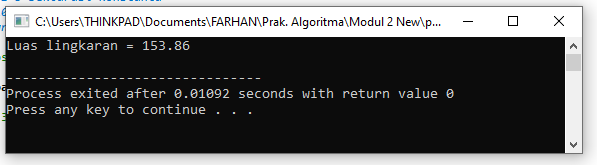 C:\Users\THINKPAD\Documents\FARHAN\Prak. Algoritma\Modul 2 New\p...
Luas lingkaran = 153.86
--------------------------------
Process exited after 0.01092 seconds with return value 0
Press any key to continue . . .